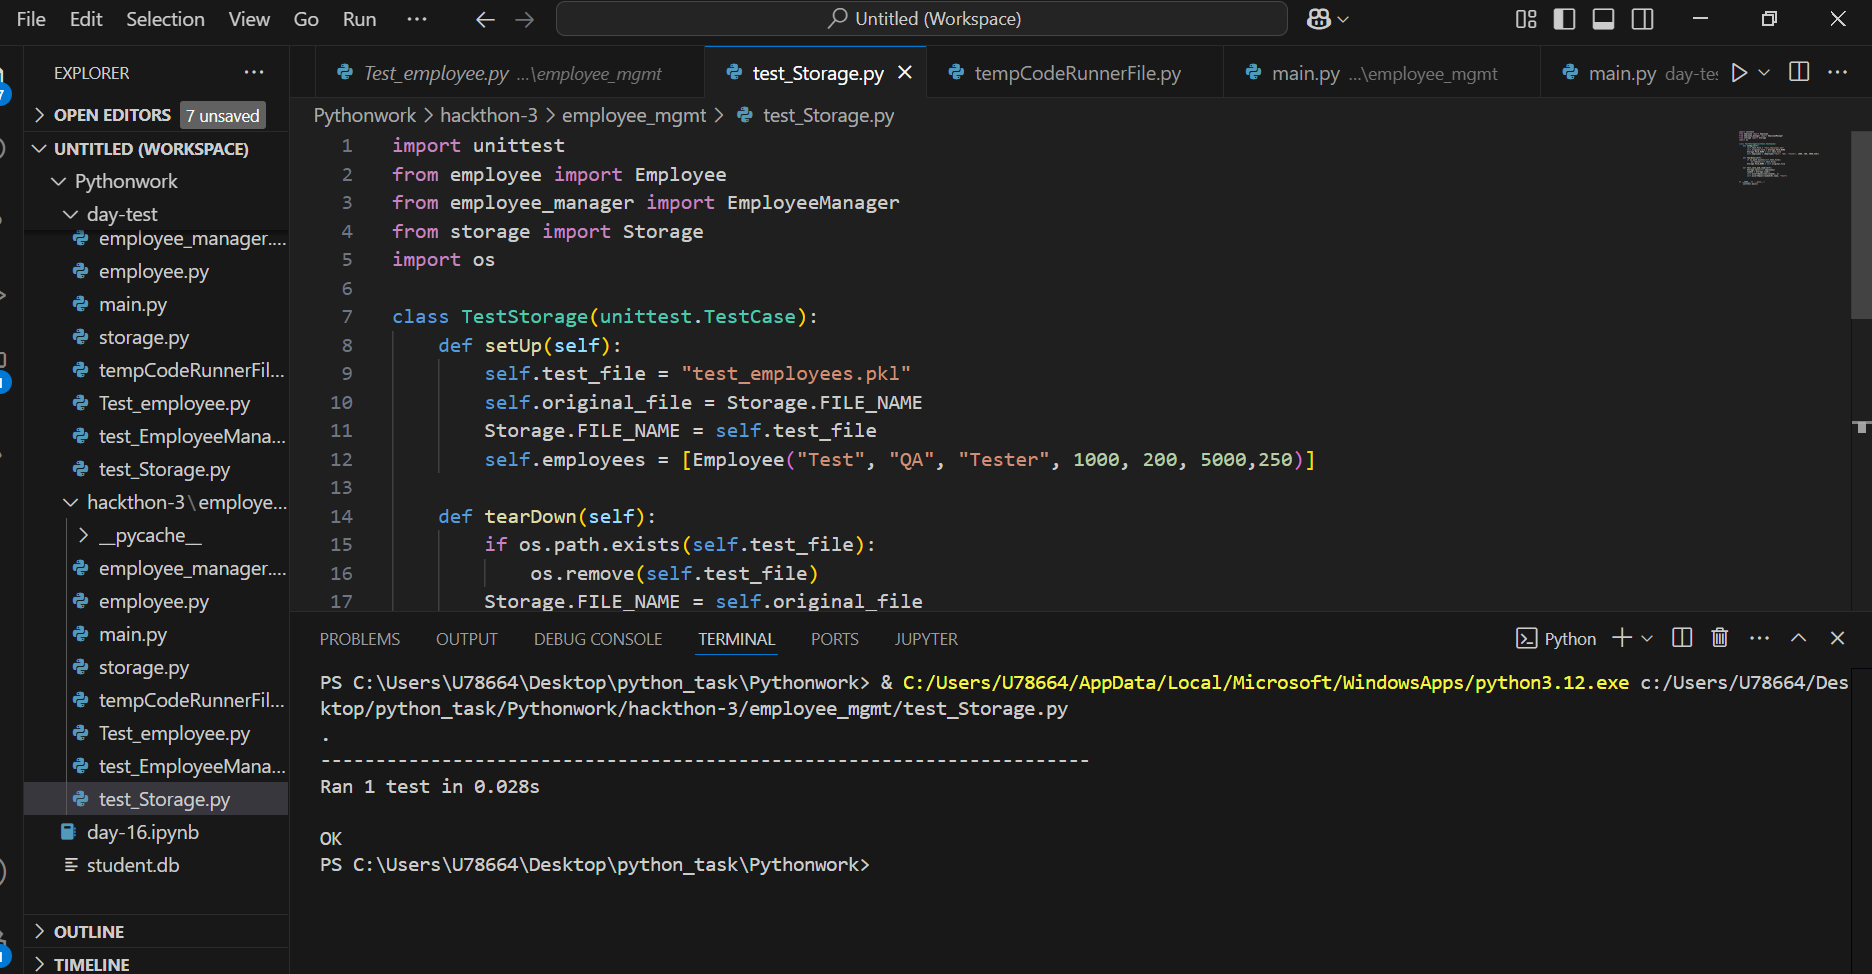 File Edit Selection View Go Run ... Untitled (Workspace)
EXPLORER ...
OPEN EDITORS 7 unsaved
UNTITLED (WORKSPACE)
Pythonwork
day-test
employee_manager....
employee.py
main.py
storage.py
tempCodeRunnerFil...
Test_employee.py
test_EmployeeMana...
test_Storage.py
hackthon-3\employe...
__pycache__
employee_manager....
employee.py
main.py
storage.py
tempCodeRunnerFil...
Test_employee.py
test_EmployeeMana...
test_Storage.py
day-16.ipynb
student.db
OUTLINE
TIMELINE
Test_employee.py ...\employee_mgmt test_Storage.py tempCodeRunnerFile.py main.py ...\employee_mgmt main.py day-te
Pythonwork > hackthon-3 > employee_mgmt > test_Storage.py
1 import unittest
2 from employee import Employee
3 from employee_manager import EmployeeManager
4 from storage import Storage
5 import os
6
7 class TestStorage(unittest.TestCase):
8 def setUp(self):
9 self.test_file = "test_employees.pkl"
10 self.original_file = Storage.FILE_NAME
11 Storage.FILE_NAME = self.test_file
12 self.employees = [Employee("Test", "QA", "Tester", 1000, 200, 5000,250)]
13
14 def tearDown(self):
15 if os.path.exists(self.test_file):
16 os.remove(self.test_file)
17 Storage.FILE_NAME = self.original_file
PROBLEMS OUTPUT DEBUG CONSOLE TERMINAL PORTS JUPYTER Python
PS C:\Users\U78664\Desktop\python_task\Pythonwork> & C:/Users/U78664/AppData/Local/Microsoft/WindowsApps/python3.12.exe c:/Users/U78664/Des
ktop/python_task/Pythonwork/hackthon-3/employee_mgmt/test_Storage.py
.
----------------------------------------------------------------------
Ran 1 test in 0.028s
OK
PS C:\Users\U78664\Desktop\python_task\Pythonwork>